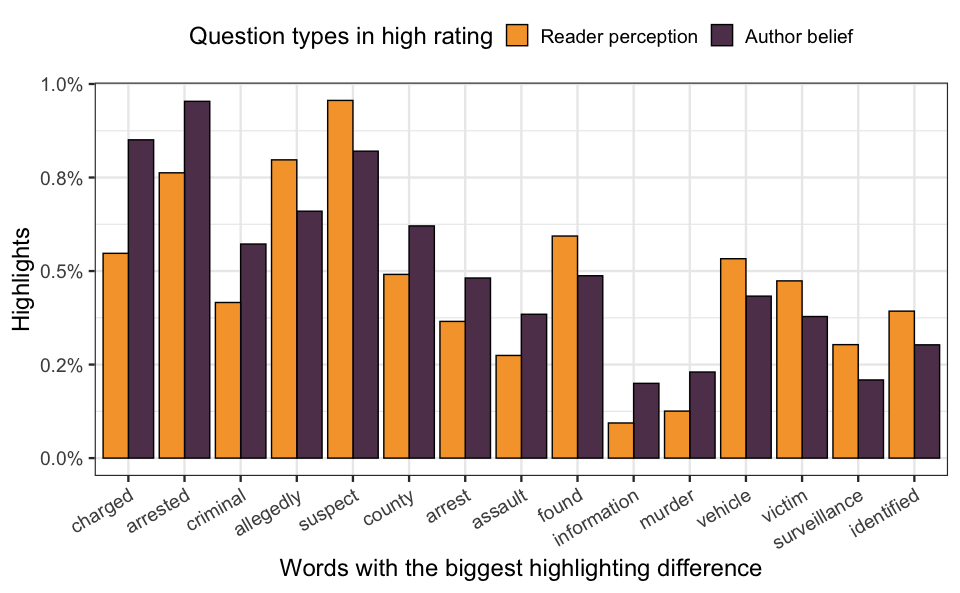 Question types in high rating Reader perception Author belief
Highlights
1.0%
0.8%
0.5%
0.2%
0.0%
charged
arrested
criminal
allegedly
suspect
county
arrest
assault
found
information
murder
vehicle
victim
surveillance
identified
Words with the biggest highlighting difference